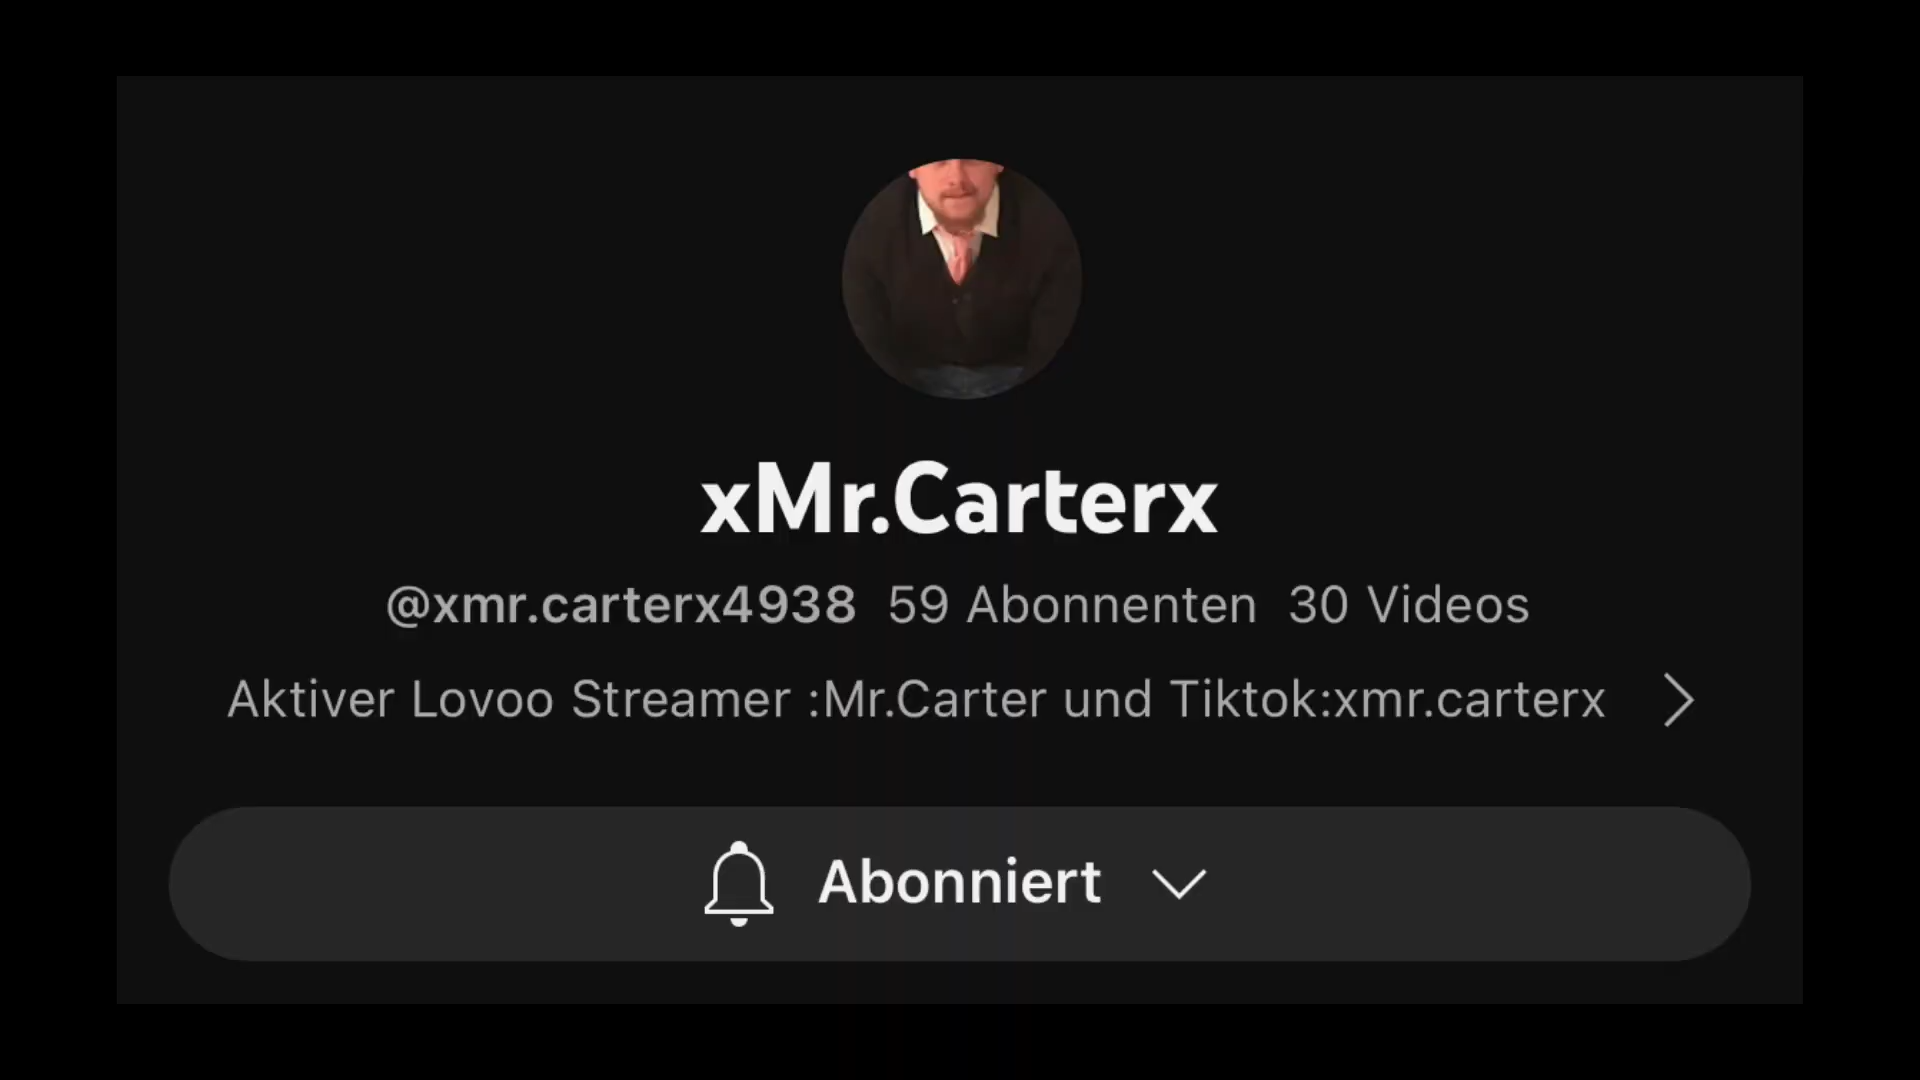 xMr.Carterx
@xmr.carterx4938 59 Abonnenten 30 Videos
Aktiver Lovoo Streamer :Mr.Carter und Tiktok:xmr.carterx
Abonniert